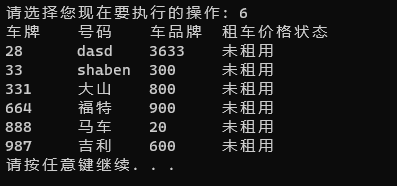 请选择您现在要执行的操作: 6
车牌 号码 车品牌 租车价格状态
28 dasd 3633 未租用
33 shaben 300 未租用
331 大山 800 未租用
664 福特 900 未租用
888 马车 20 未租用
987 吉利 600 未租用
请按任意键继续. . .